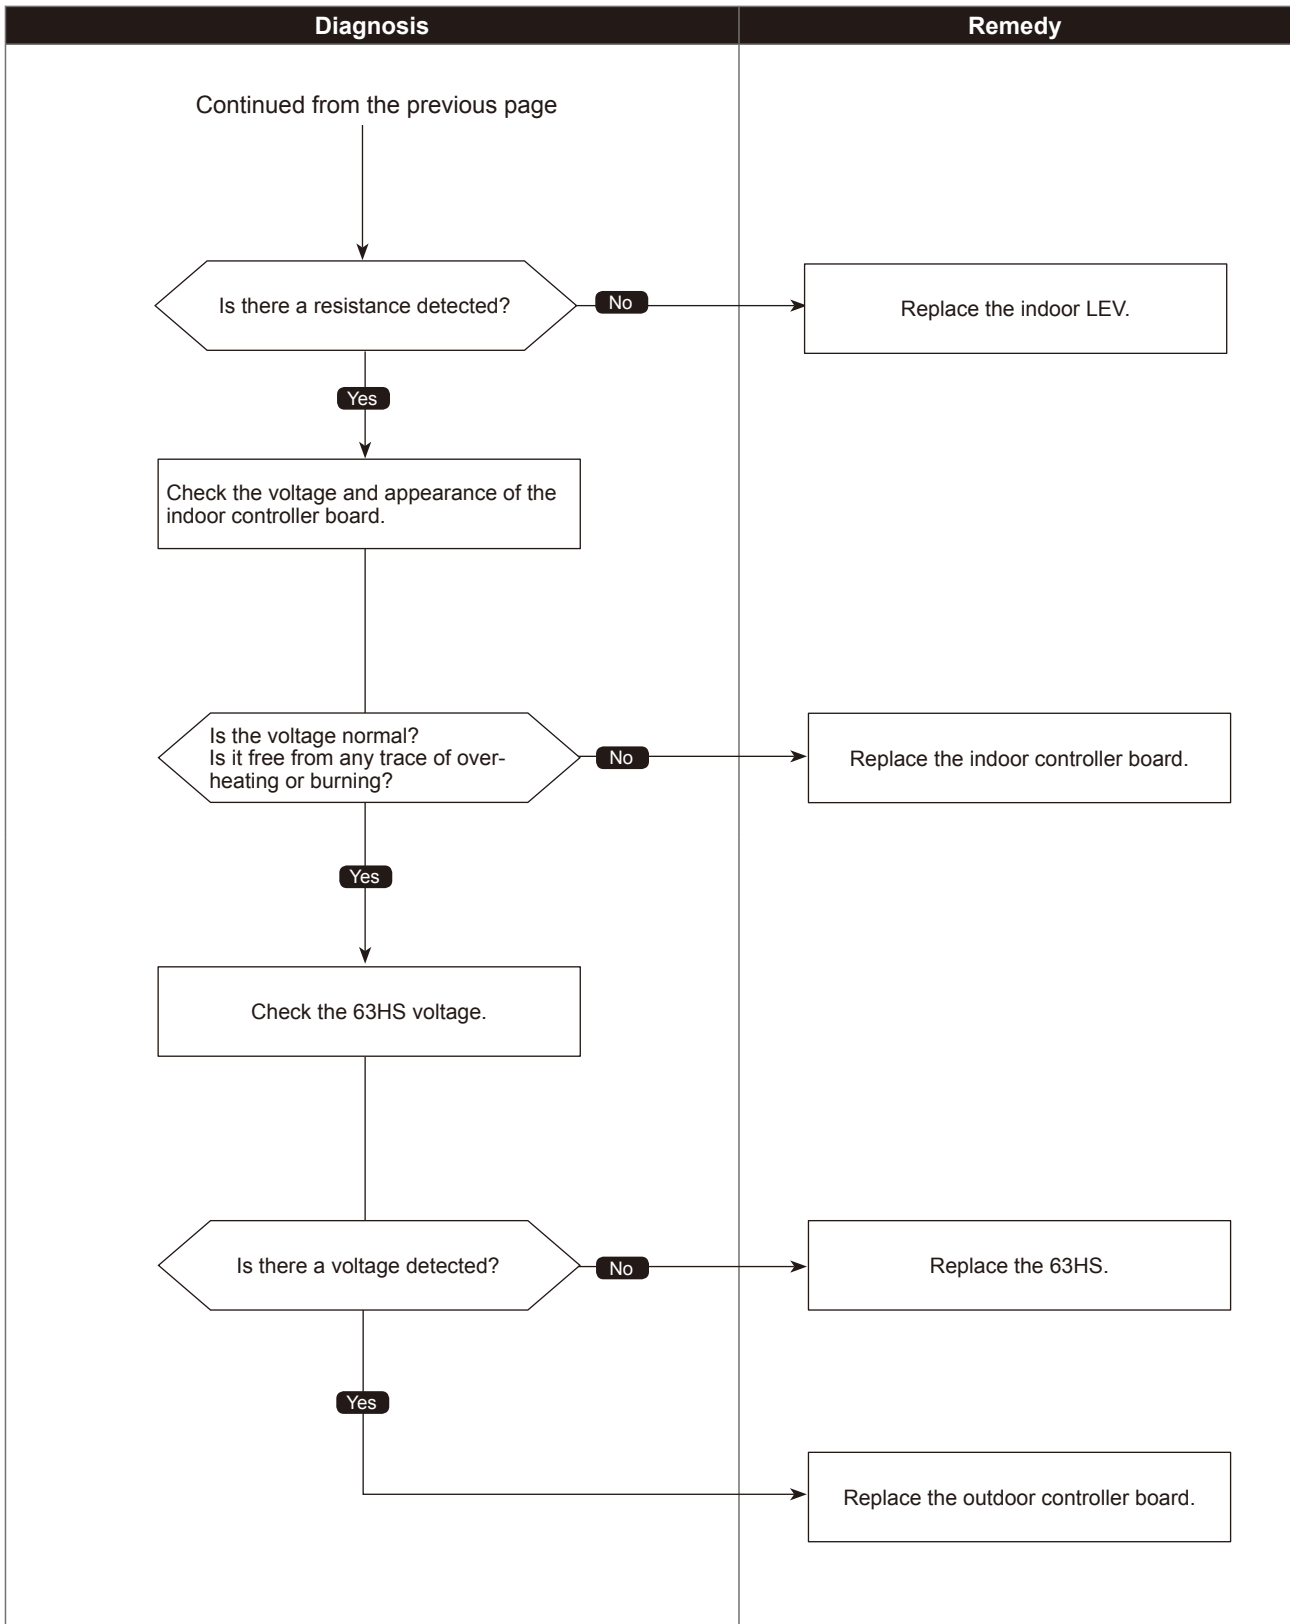 Diagnosis
Remedy
Continued from the previous page
Is there a resistance detected?
No
Replace the indoor LEV.
Yes
Check the voltage and appearance of the
indoor controller board.
Is the voltage normal?
Is it free from any trace of over-
heating or burning?
No
Replace the indoor controller board.
Yes
Check the 63HS voltage.
Is there a voltage detected?
No
Replace the 63HS.
Yes
Replace the outdoor controller board.